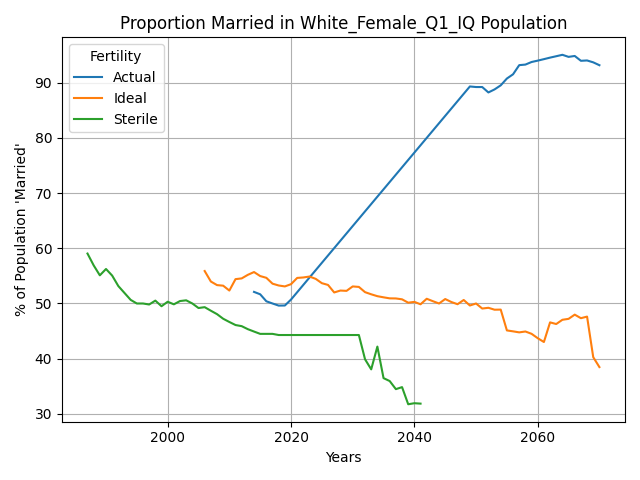 Proportion Married in White_Female_Q1_IQ Population
Fertility
Actual
Ideal
Sterile
% of Population 'Married'
90
80
70
60
50
40
30
2000
2020
2040
2060
Years